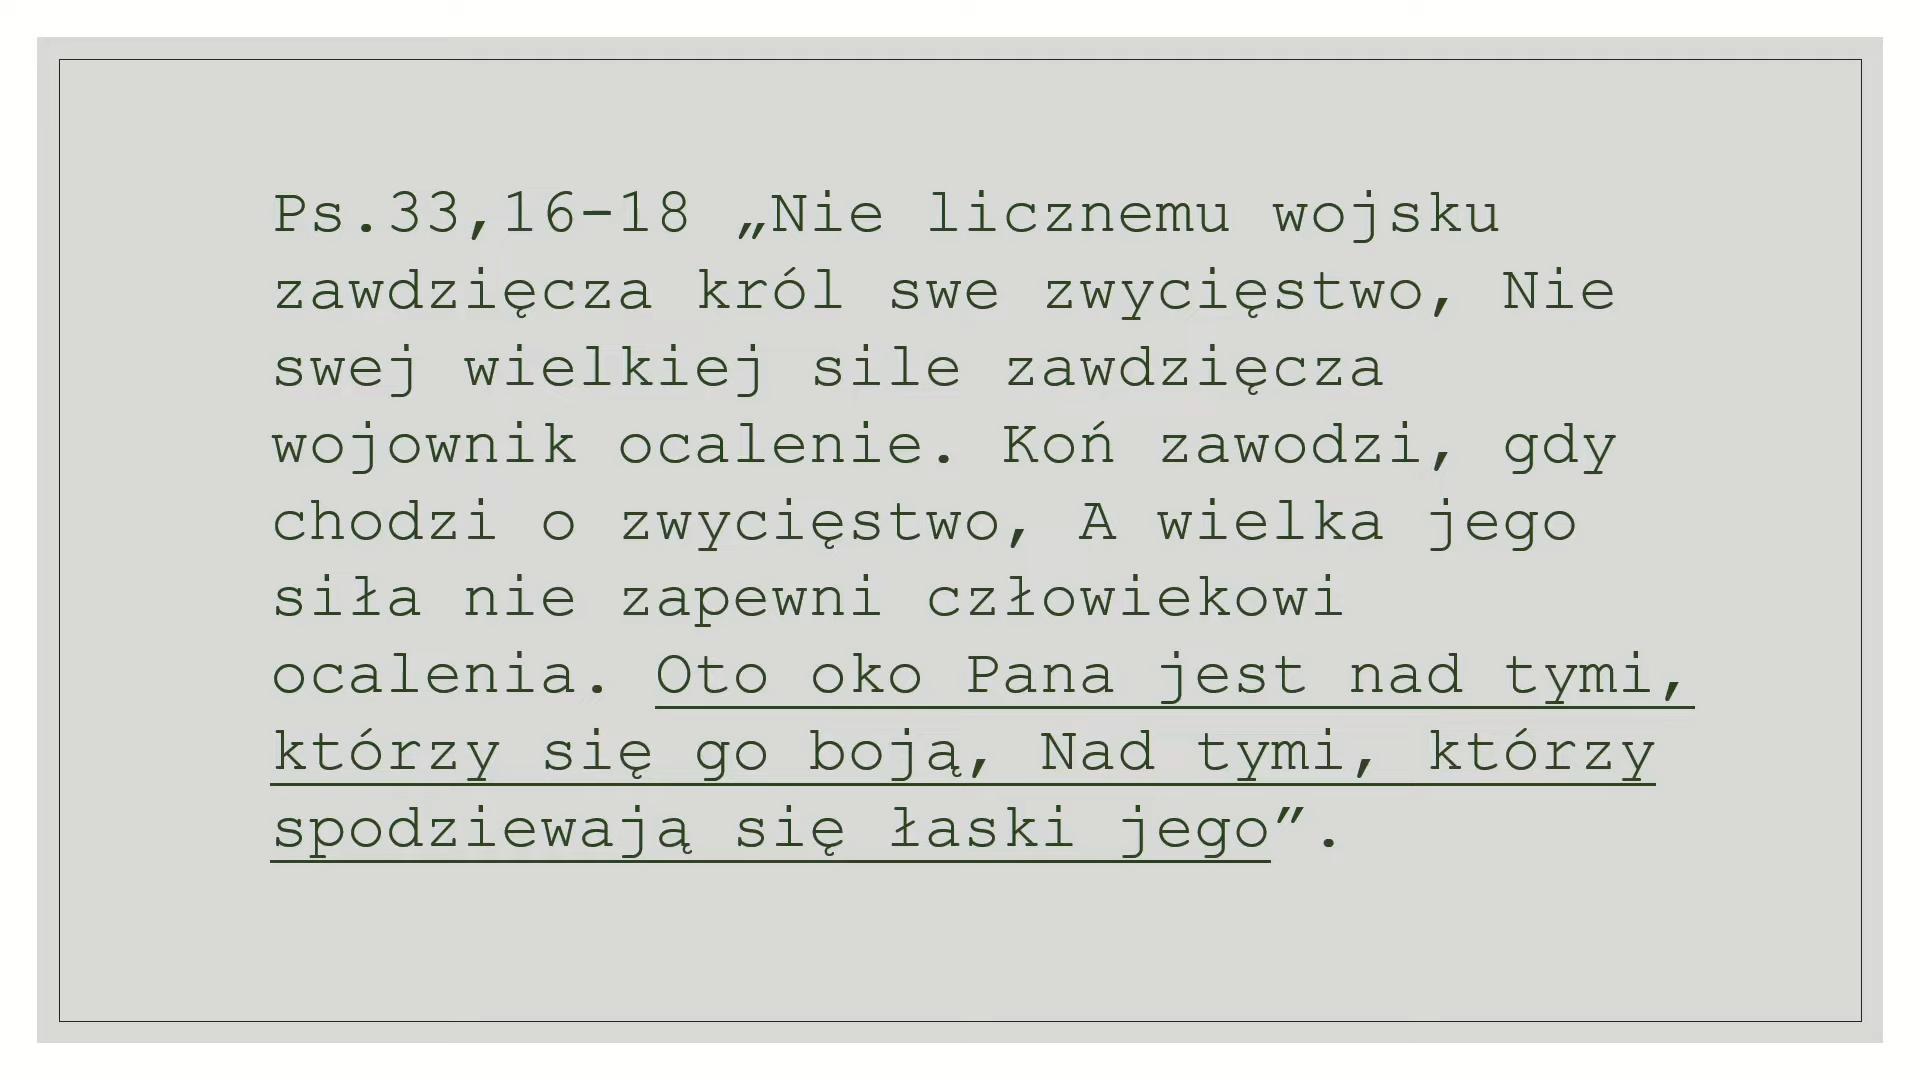 Ps.33,16-18 „Nie licznemu wojsku
zawdzięcza król swe zwycięstwo, Nie
swej wielkiej sile zawdzięcza
wojownik ocalenie. Koń zawodzi, gdy
chodzi o zwycięstwo, A wielka jego
siła nie zapewni człowiekowi
ocalenia. Oto oko Pana jest nad tymi,
którzy się go boją, Nad tymi, którzy
spodziewają się łaski jego”.